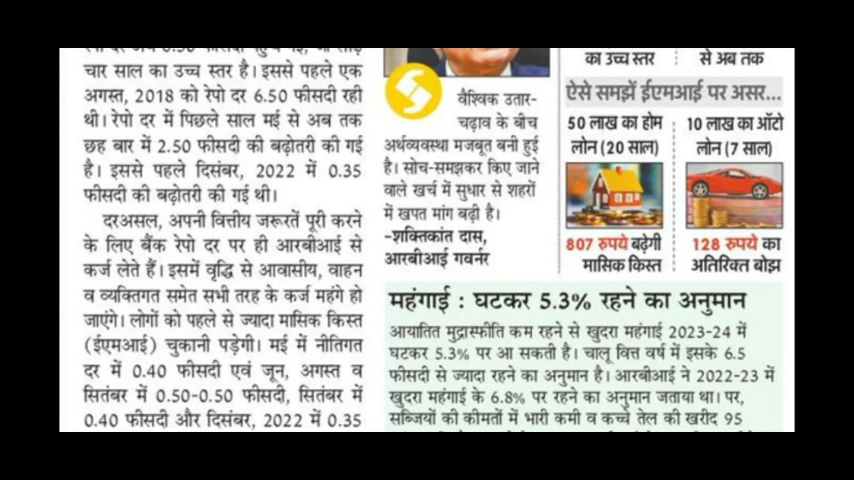 चार साल का उच्च स्तर है। इससे पहले एक
अगस्त, 2018 को रेपो दर 6.50 फीसदी रही
थी। रेपो दर में पिछले साल मई से अब तक
छह बार में 2.50 फीसदी की बढ़ोतरी की गई
है। इससे पहले दिसंबर, 2022 में 0.35
फीसदी की बढ़ोतरी की गई थी।
दरअसल, अपनी वित्तीय जरूरतें पूरी करने
के लिए बैंक रेपो दर पर ही आरबीआई से
कर्ज लेते हैं। इसमें वृद्धि से आवासीय, वाहन
व व्यक्तिगत समेत सभी तरह के कर्ज महंगे हो
जाएंगे। लोगों को पहले से ज्यादा मासिक किस्त
(ईएमआई) चुकानी पड़ेगी। मई में नीतिगत
दर में 0.40 फीसदी एवं जून, अगस्त व
सितंबर में 0.50-0.50 फीसदी, सितंबर में
0.40 फीसदी और दिसंबर, 2022 में 0.35
वैश्विक उतार-
चढ़ाव के बीच
अर्थव्यवस्था मजबूत बनी हुई
है। सोच-समझकर किए जाने
वाले खर्च में सुधार से शहरों
में खपत मांग बढ़ी है।
-शक्तिकांत दास,
आरबीआई गवर्नर
का उच्च स्तर
से अब तक
ऐसे समझें ईएमआई पर असर...
50 लाख का होम
लोन (20 साल)
807 रुपये बढ़ेगी
मासिक किस्त
10 लाख का ऑटो
लोन (7 साल)
128 रुपये का
अतिरिक्त बोझ
महंगाई : घटकर 5.3% रहने का अनुमान
आयातित मुद्रास्फीति कम रहने से खुदरा महंगाई 2023-24 में
घटकर 5.3% पर आ सकती है। चालू वित्त वर्ष में इसके 6.5
फीसदी से ज्यादा रहने का अनुमान है। आरबीआई ने 2022-23 में
खुदरा महंगाई के 6.8% पर रहने का अनुमान जताया था। पर,
सब्जियों की कीमतों में भारी कमी व कच्चे तेल की खरीद 95